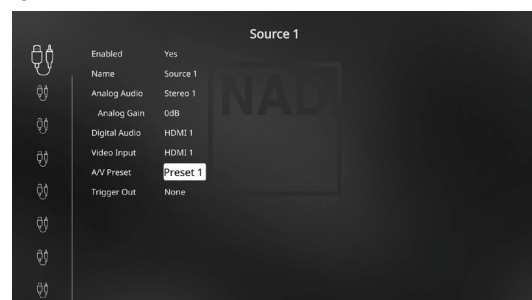 Source 1
Enabled Yes
Name Source 1
Analog Audio Stereo 1
Analog Gain 0dB
Digital Audio HDMI 1
Video Input HDMI 1
A/V Preset Preset 1
Trigger Out None
NAD